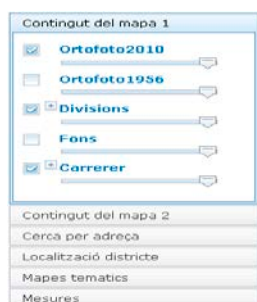 Contingut del mapa 1
Ortofoto2010
Ortofoto1956
Divisions
Fons
Carrerer
Contingut del mapa 2
Cerca per adreça
Localització districte
Mapes tematics
Mesures